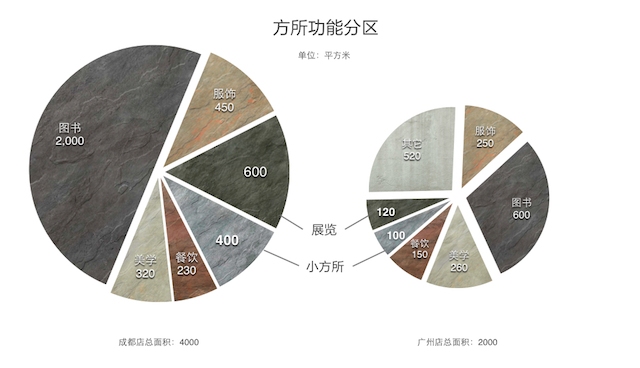 方所功能分区
单位：平方米
图书
2,000
服饰
450
600
400
餐饮
230
美学
320
展览
小方所
其它
520
服饰
250
图书
600
美学
260
餐饮
150
100
120
成都店总面积：4000
广州店总面积：2000